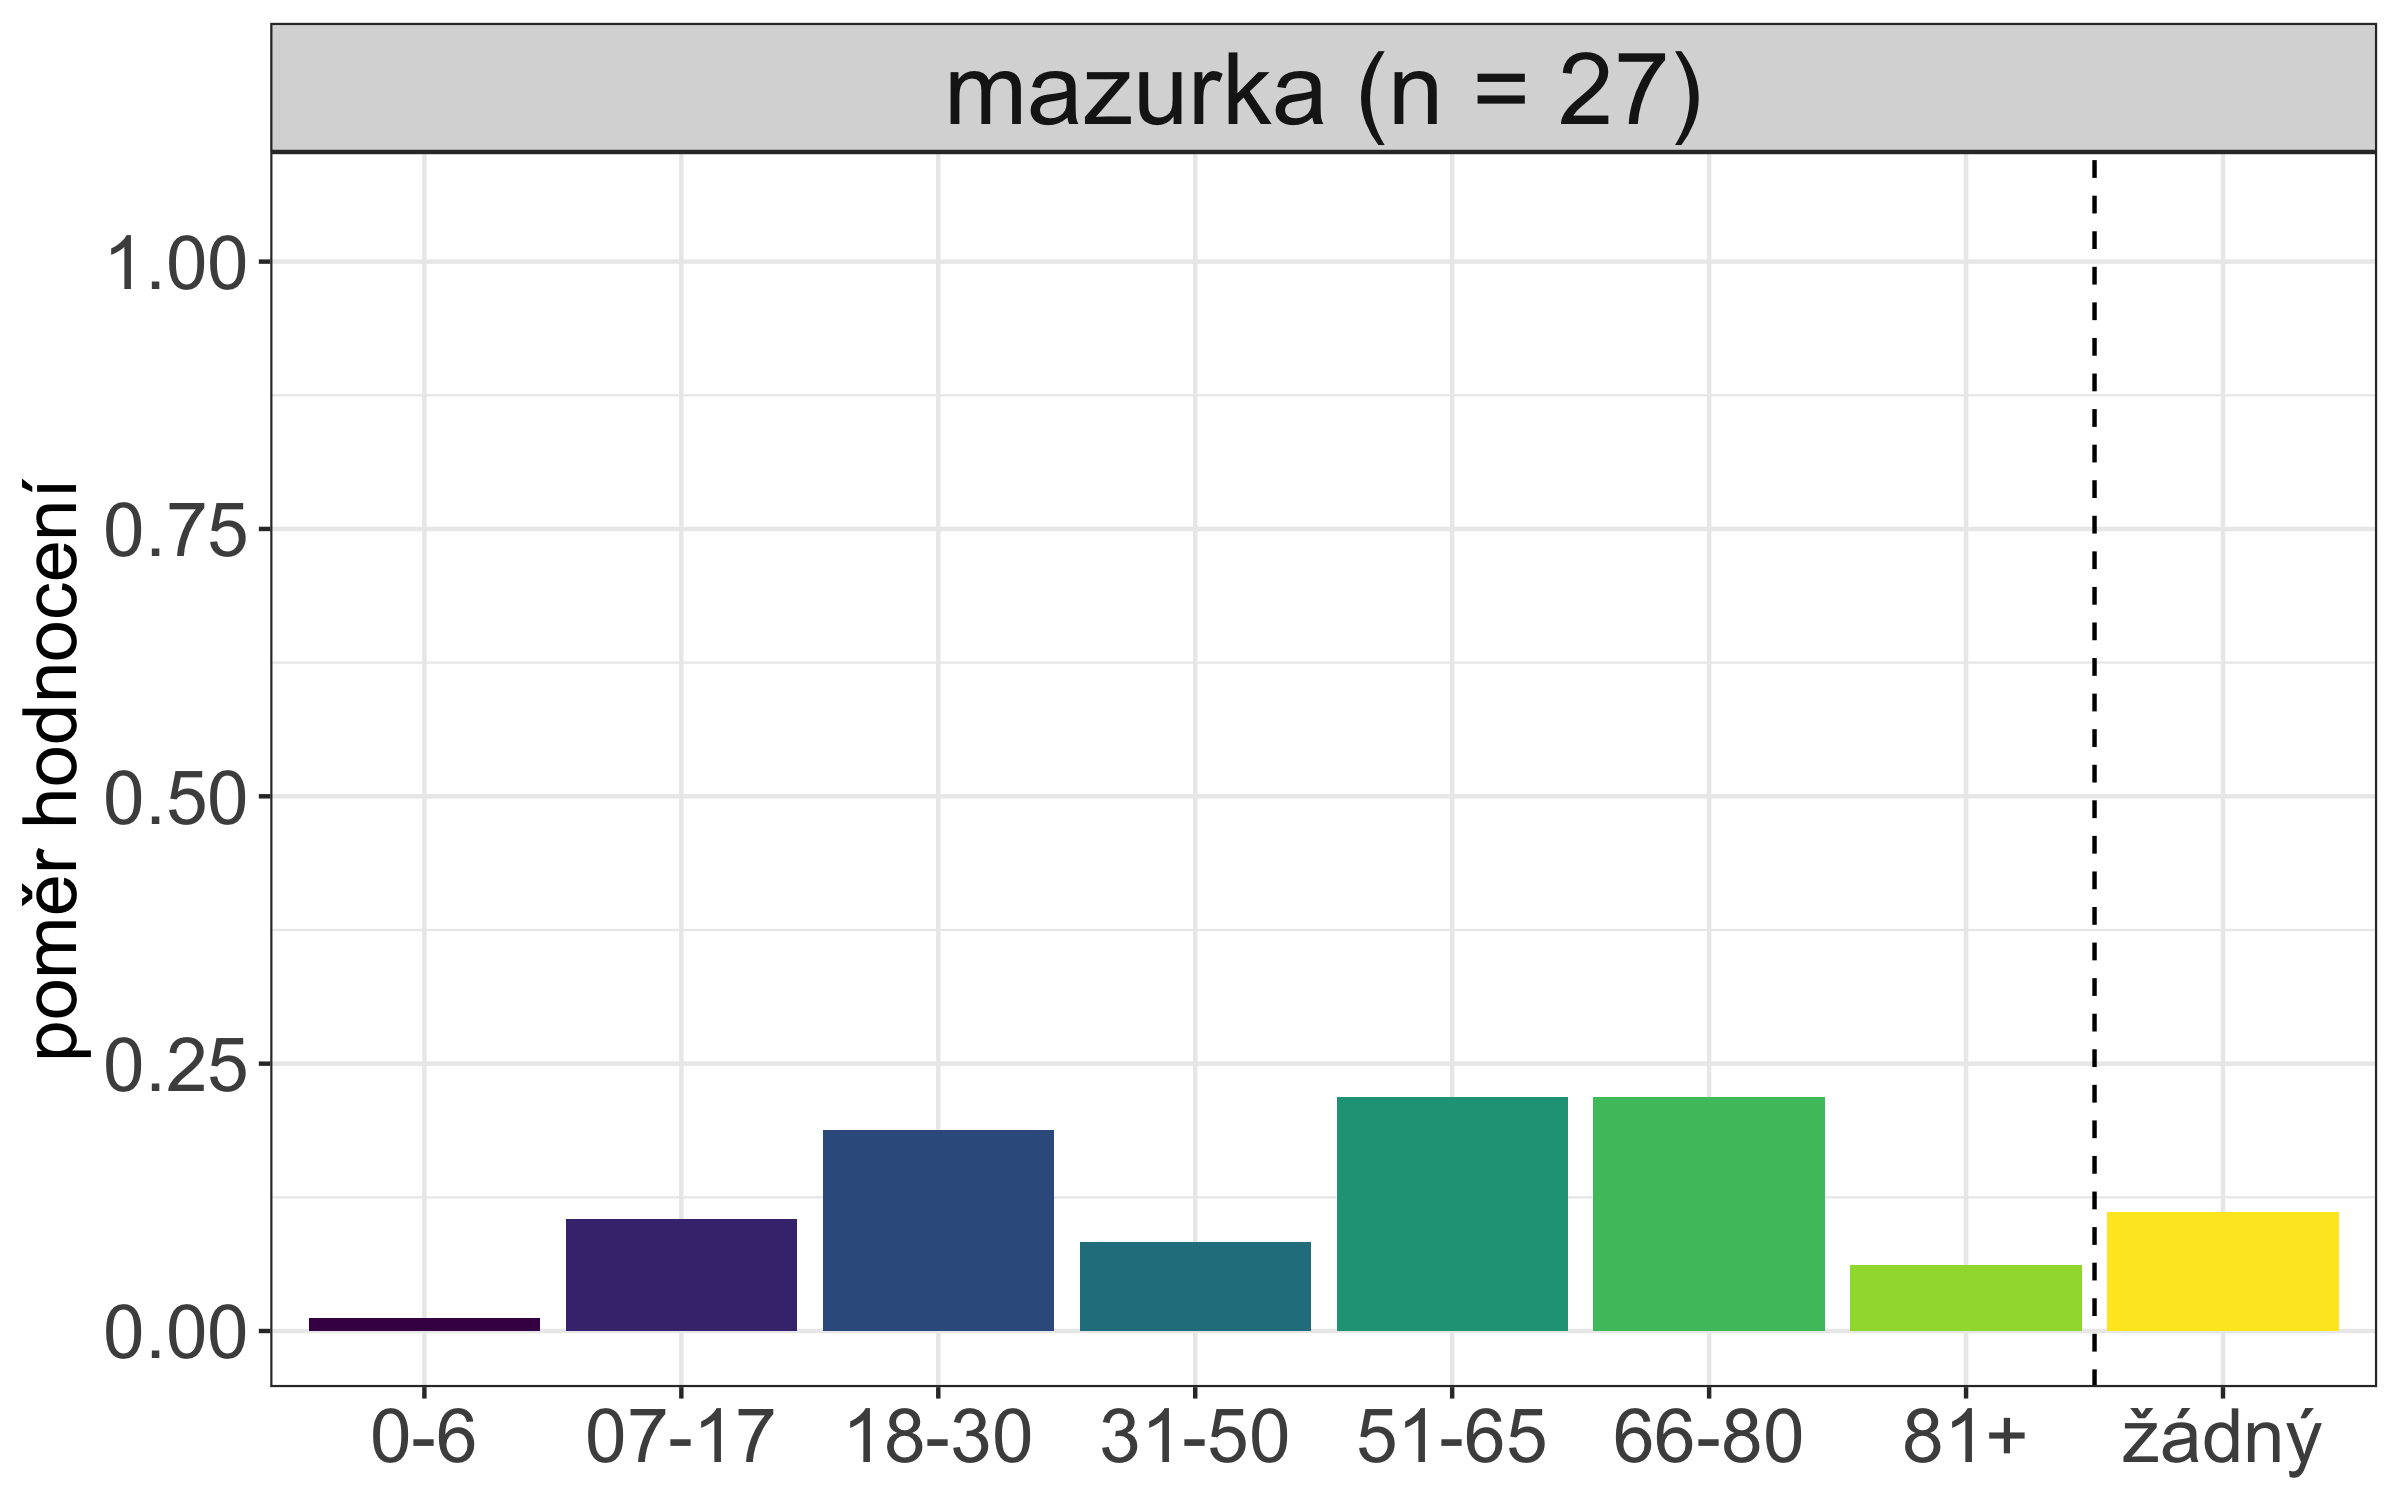 mazurka (n = 27)
poměr hodnocení
1.00
0.75
0.50
0.25
0.00
0-6 07-17 18-30 31-50 51-65 66-80 81+ žádný